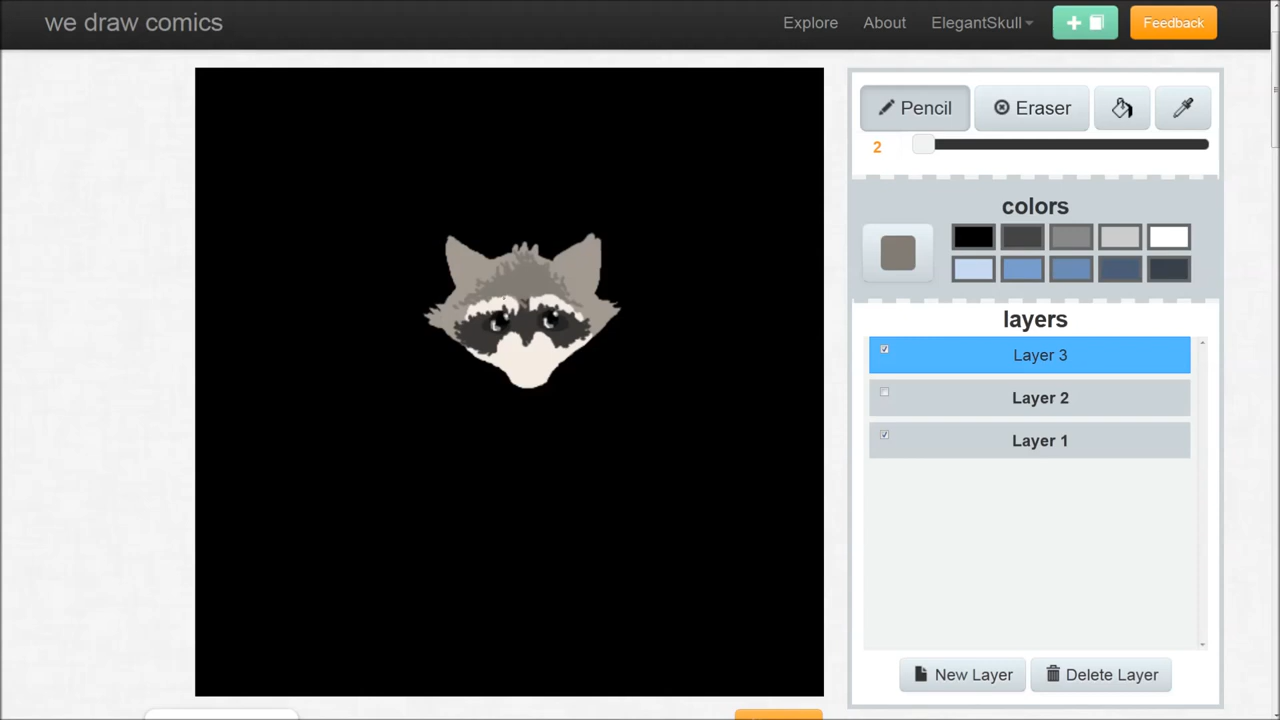 we draw comics
Explore
About
ElegantSkull
Feedback
Pencil
Eraser
2
colors
layers
Layer 3
Layer 2
Layer 1
New Layer
Delete Layer